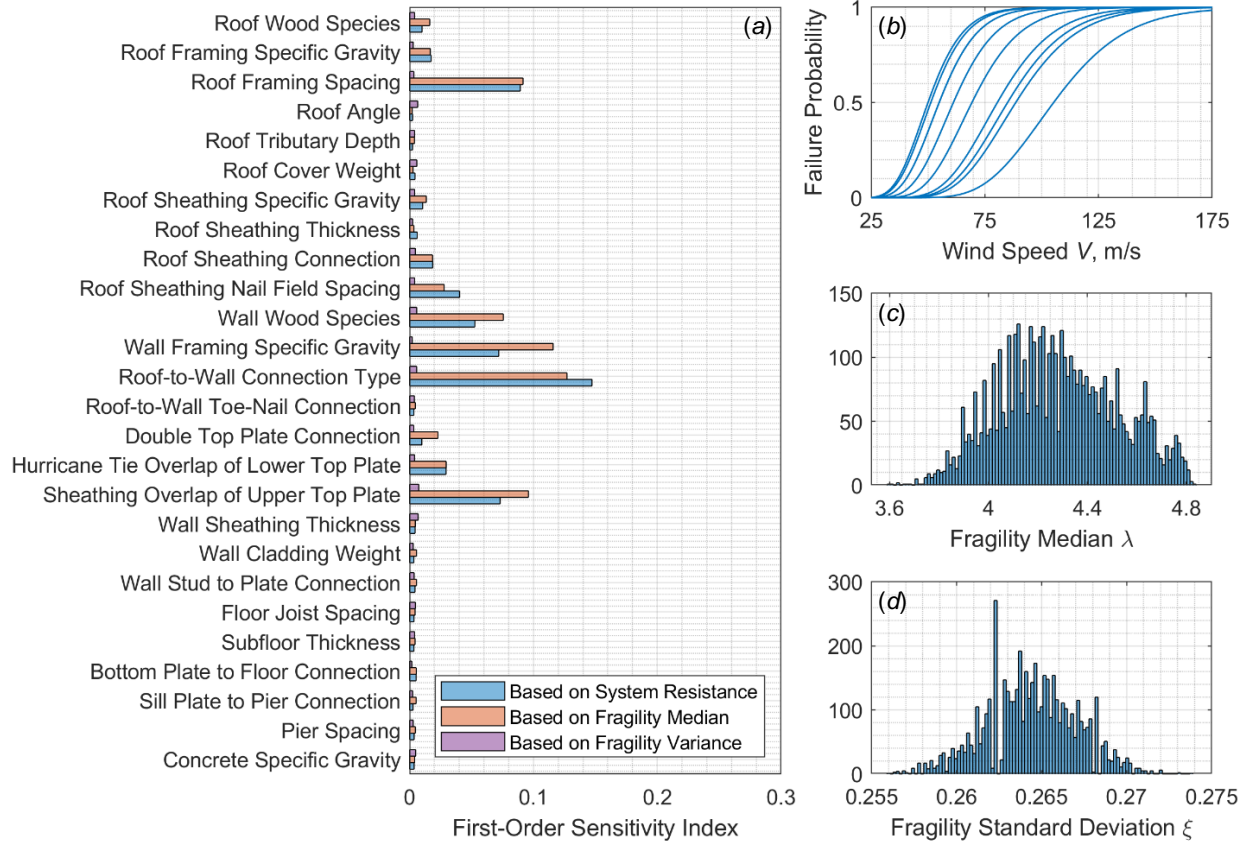 (a)
Roof Wood Species
Roof Framing Specific Gravity
Roof Framing Spacing
Roof Angle
Roof Tributary Depth
Roof Cover Weight
Roof Sheathing Specific Gravity
Roof Sheathing Thickness
Roof Sheathing Connection
Roof Sheathing Nail Field Spacing
Wall Wood Species
Wall Framing Specific Gravity
Roof-to-Wall Connection Type
Roof-to-Wall Toe-Nail Connection
Double Top Plate Connection
Hurricane Tie Overlap of Lower Top Plate
Sheathing Overlap of Upper Top Plate
Wall Sheathing Thickness
Wall Cladding Weight
Wall Stud to Plate Connection
Floor Joist Spacing
Subfloor Thickness
Bottom Plate to Floor Connection
Sill Plate to Pier Connection
Pier Spacing
Concrete Specific Gravity
Based on System Resistance
Based on Fragility Median
Based on Fragility Variance
0 0.1 0.2 0.3
First-Order Sensitivity Index
(b)
Failure Probability
1
0.5
0
25 75 125 175
Wind Speed V, m/s
(c)
150
100
50
0
3.6 4 4.4 4.8
Fragility Median λ
(d)
300
200
100
0
0.255 0.26 0.265 0.27 0.275
Fragility Standard Deviation ξ